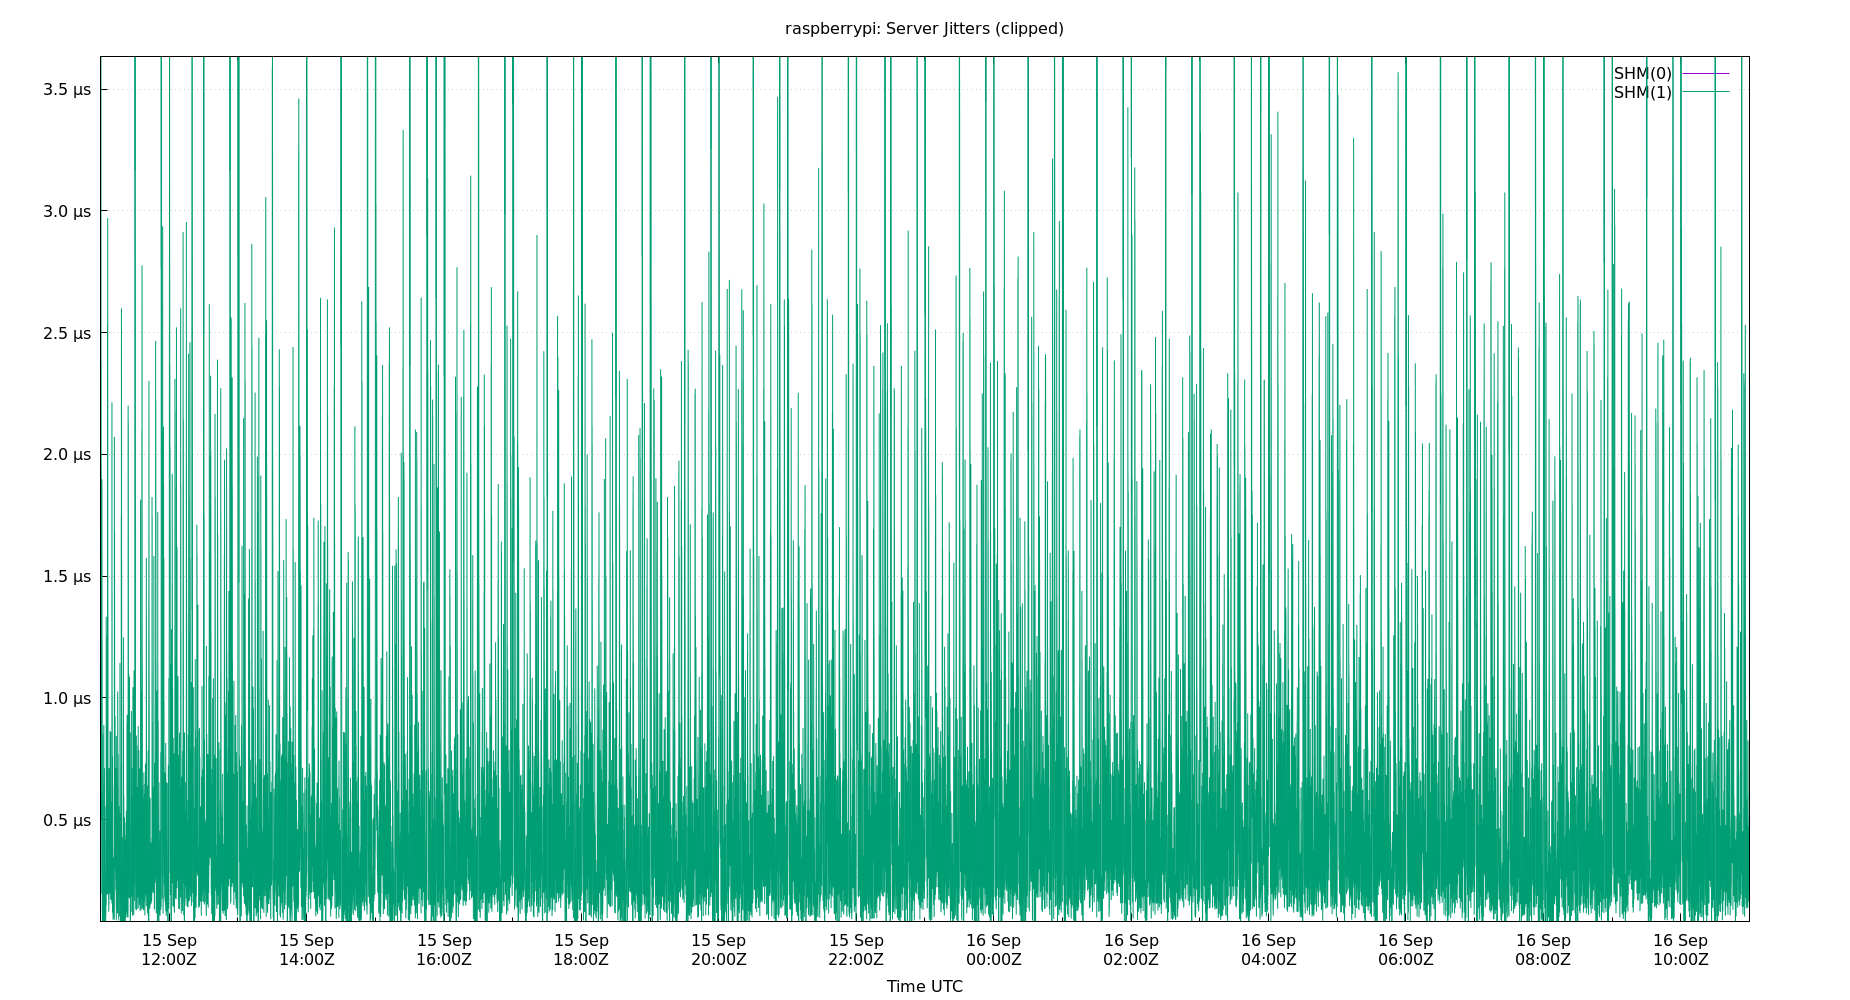 raspberrypi: Server Jitters (clipped)
SHM(0)
SHM(1)
3.5 µs
3.0 µs
2.5 µs
2.0 µs
1.5 µs
1.0 µs
0.5 µs
15 Sep 15 Sep 15 Sep 15 Sep 15 Sep 15 Sep 16 Sep 16 Sep 16 Sep 16 Sep 16 Sep 16 Sep
12:00Z 14:00Z 16:00Z 18:00Z 20:00Z 22:00Z 00:00Z 02:00Z 04:00Z 06:00Z 08:00Z 10:00Z
Time UTC